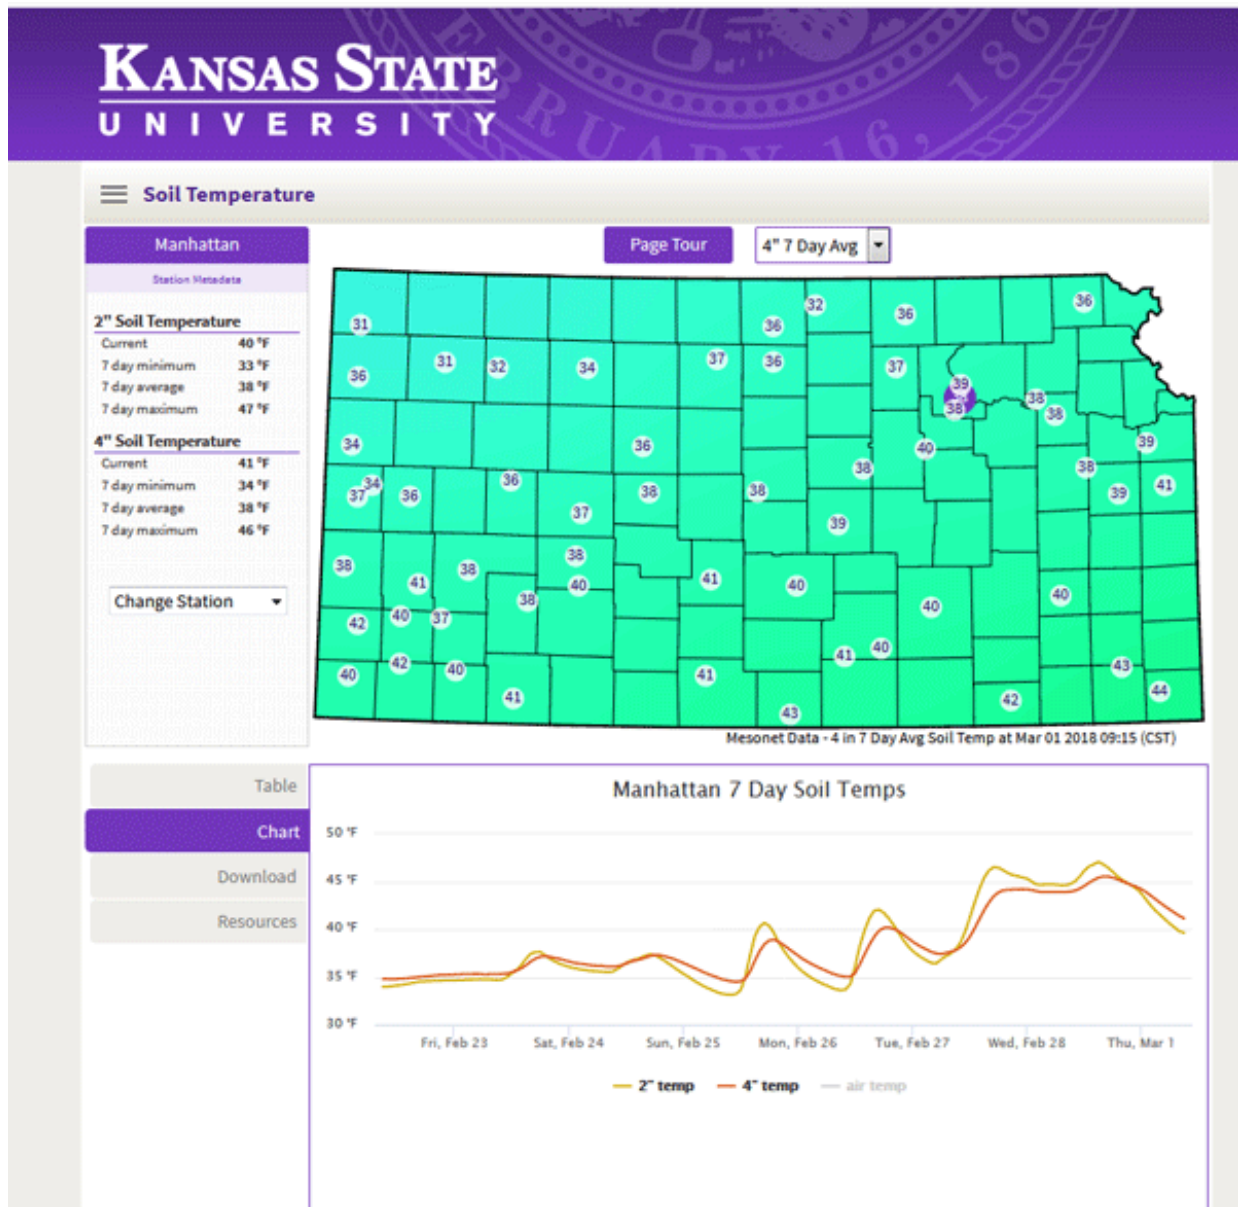 KANSAS STATE
UNIVERSITY
FEBRUARY 16, 186
Soil Temperature
Manhattan
Station Metadata
2" Soil Temperature
Current 40 °F
7 day minimum 33 °F
7 day average 38 °F
7 day maximum 47 °F
4" Soil Temperature
Current 41 °F
7 day minimum 34 °F
7 day average 38 °F
7 day maximum 46 °F
Change Station
Page Tour
4" 7 Day Avg
32 36
31 36 36
31 32 34 37 36 37
36 39
38 38 38
34 36 40 39
34 36 38 38 38 41
37 36 38 39
37 39
38 38 38 41 40
41 40 38 40
42 40 37 40
41 40
40 42 40 41 43
41 43 42 44
Mesonet Data - 4 in 7 Day Avg Soil Temp at Mar 01 2018 09:15 (CST)
Table
Chart
Download
Resources
Manhattan 7 Day Soil Temps
50 °F
45 °F
40 °F
35 °F
30 °F
Fri, Feb 23 Sat, Feb 24 Sun, Feb 25 Mon, Feb 26 Tue, Feb 27 Wed, Feb 28 Thu, Mar 1
2" temp 4" temp air temp